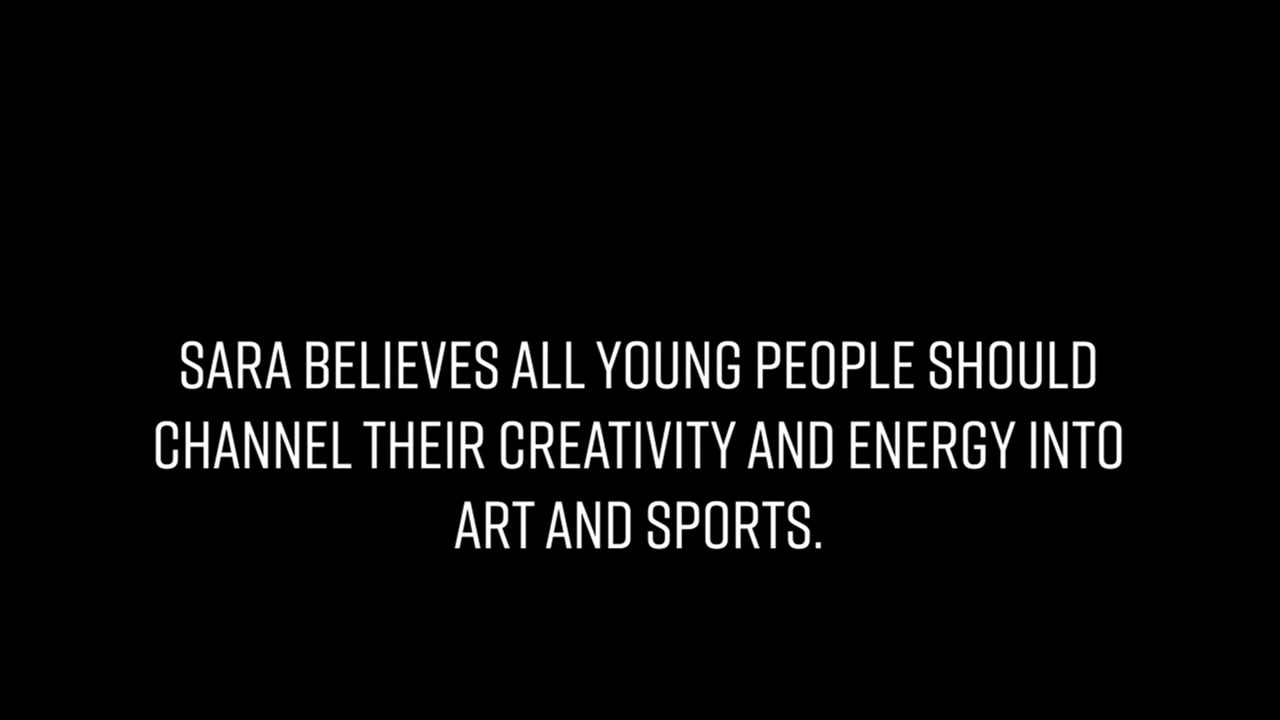 SARA BELIEVES ALL YOUNG PEOPLE SHOULD
CHANNEL THEIR CREATIVITY AND ENERGY INTO
ART AND SPORTS.